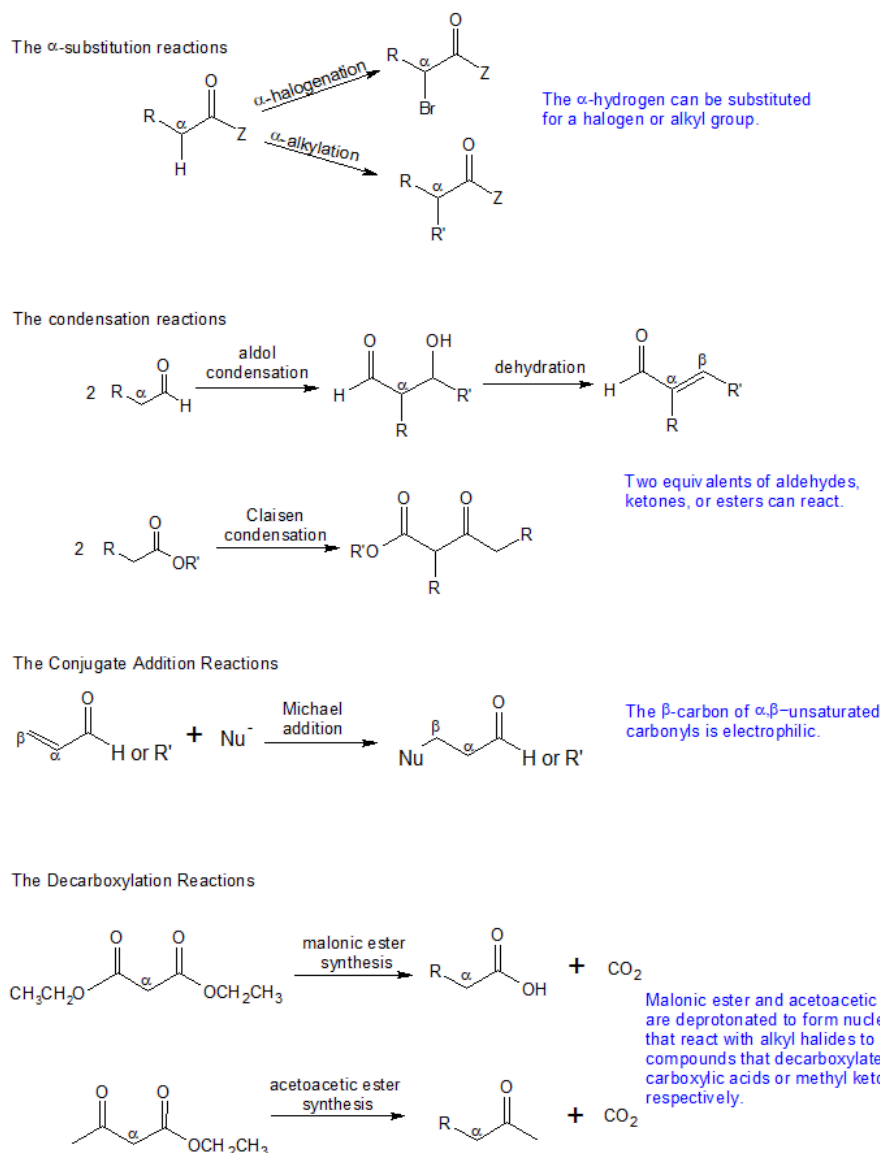 The α-substitution reactions
O
R
α
Z
H
α-halogenation
α-alkylation
O
R
α
Z
Br
O
R
α
Z
R'
The α-hydrogen can be substituted
for a halogen or alkyl group.
The condensation reactions
2
R
α
O
H
aldol
condensation
O
OH
H
α
R'
R
dehydration
O
β
H
α
R'
R
Two equivalents of aldehydes,
ketones, or esters can react.
2
R
O
OR'
Claisen
condensation
O
O
R'O
R
R
The Conjugate Addition Reactions
O
β
α
H or R'
+
Nu-
Michael
addition
O
β
Nu
α
H or R'
The β-carbon of α,β−unsaturated
carbonyls is electrophilic.
The Decarboxylation Reactions
O
O
CH3CH2O
α
OCH2CH3
malonic ester
synthesis
O
R
α
OH
+
CO2
Malonic ester and acetoacetic
are deprotonated to form nucle
that react with alkyl halides to
compounds that decarboxylate
carboxylic acids or methyl keto
respectively.
O
O
α
OCH2CH3
acetoacetic ester
synthesis
O
R
α
+
CO2